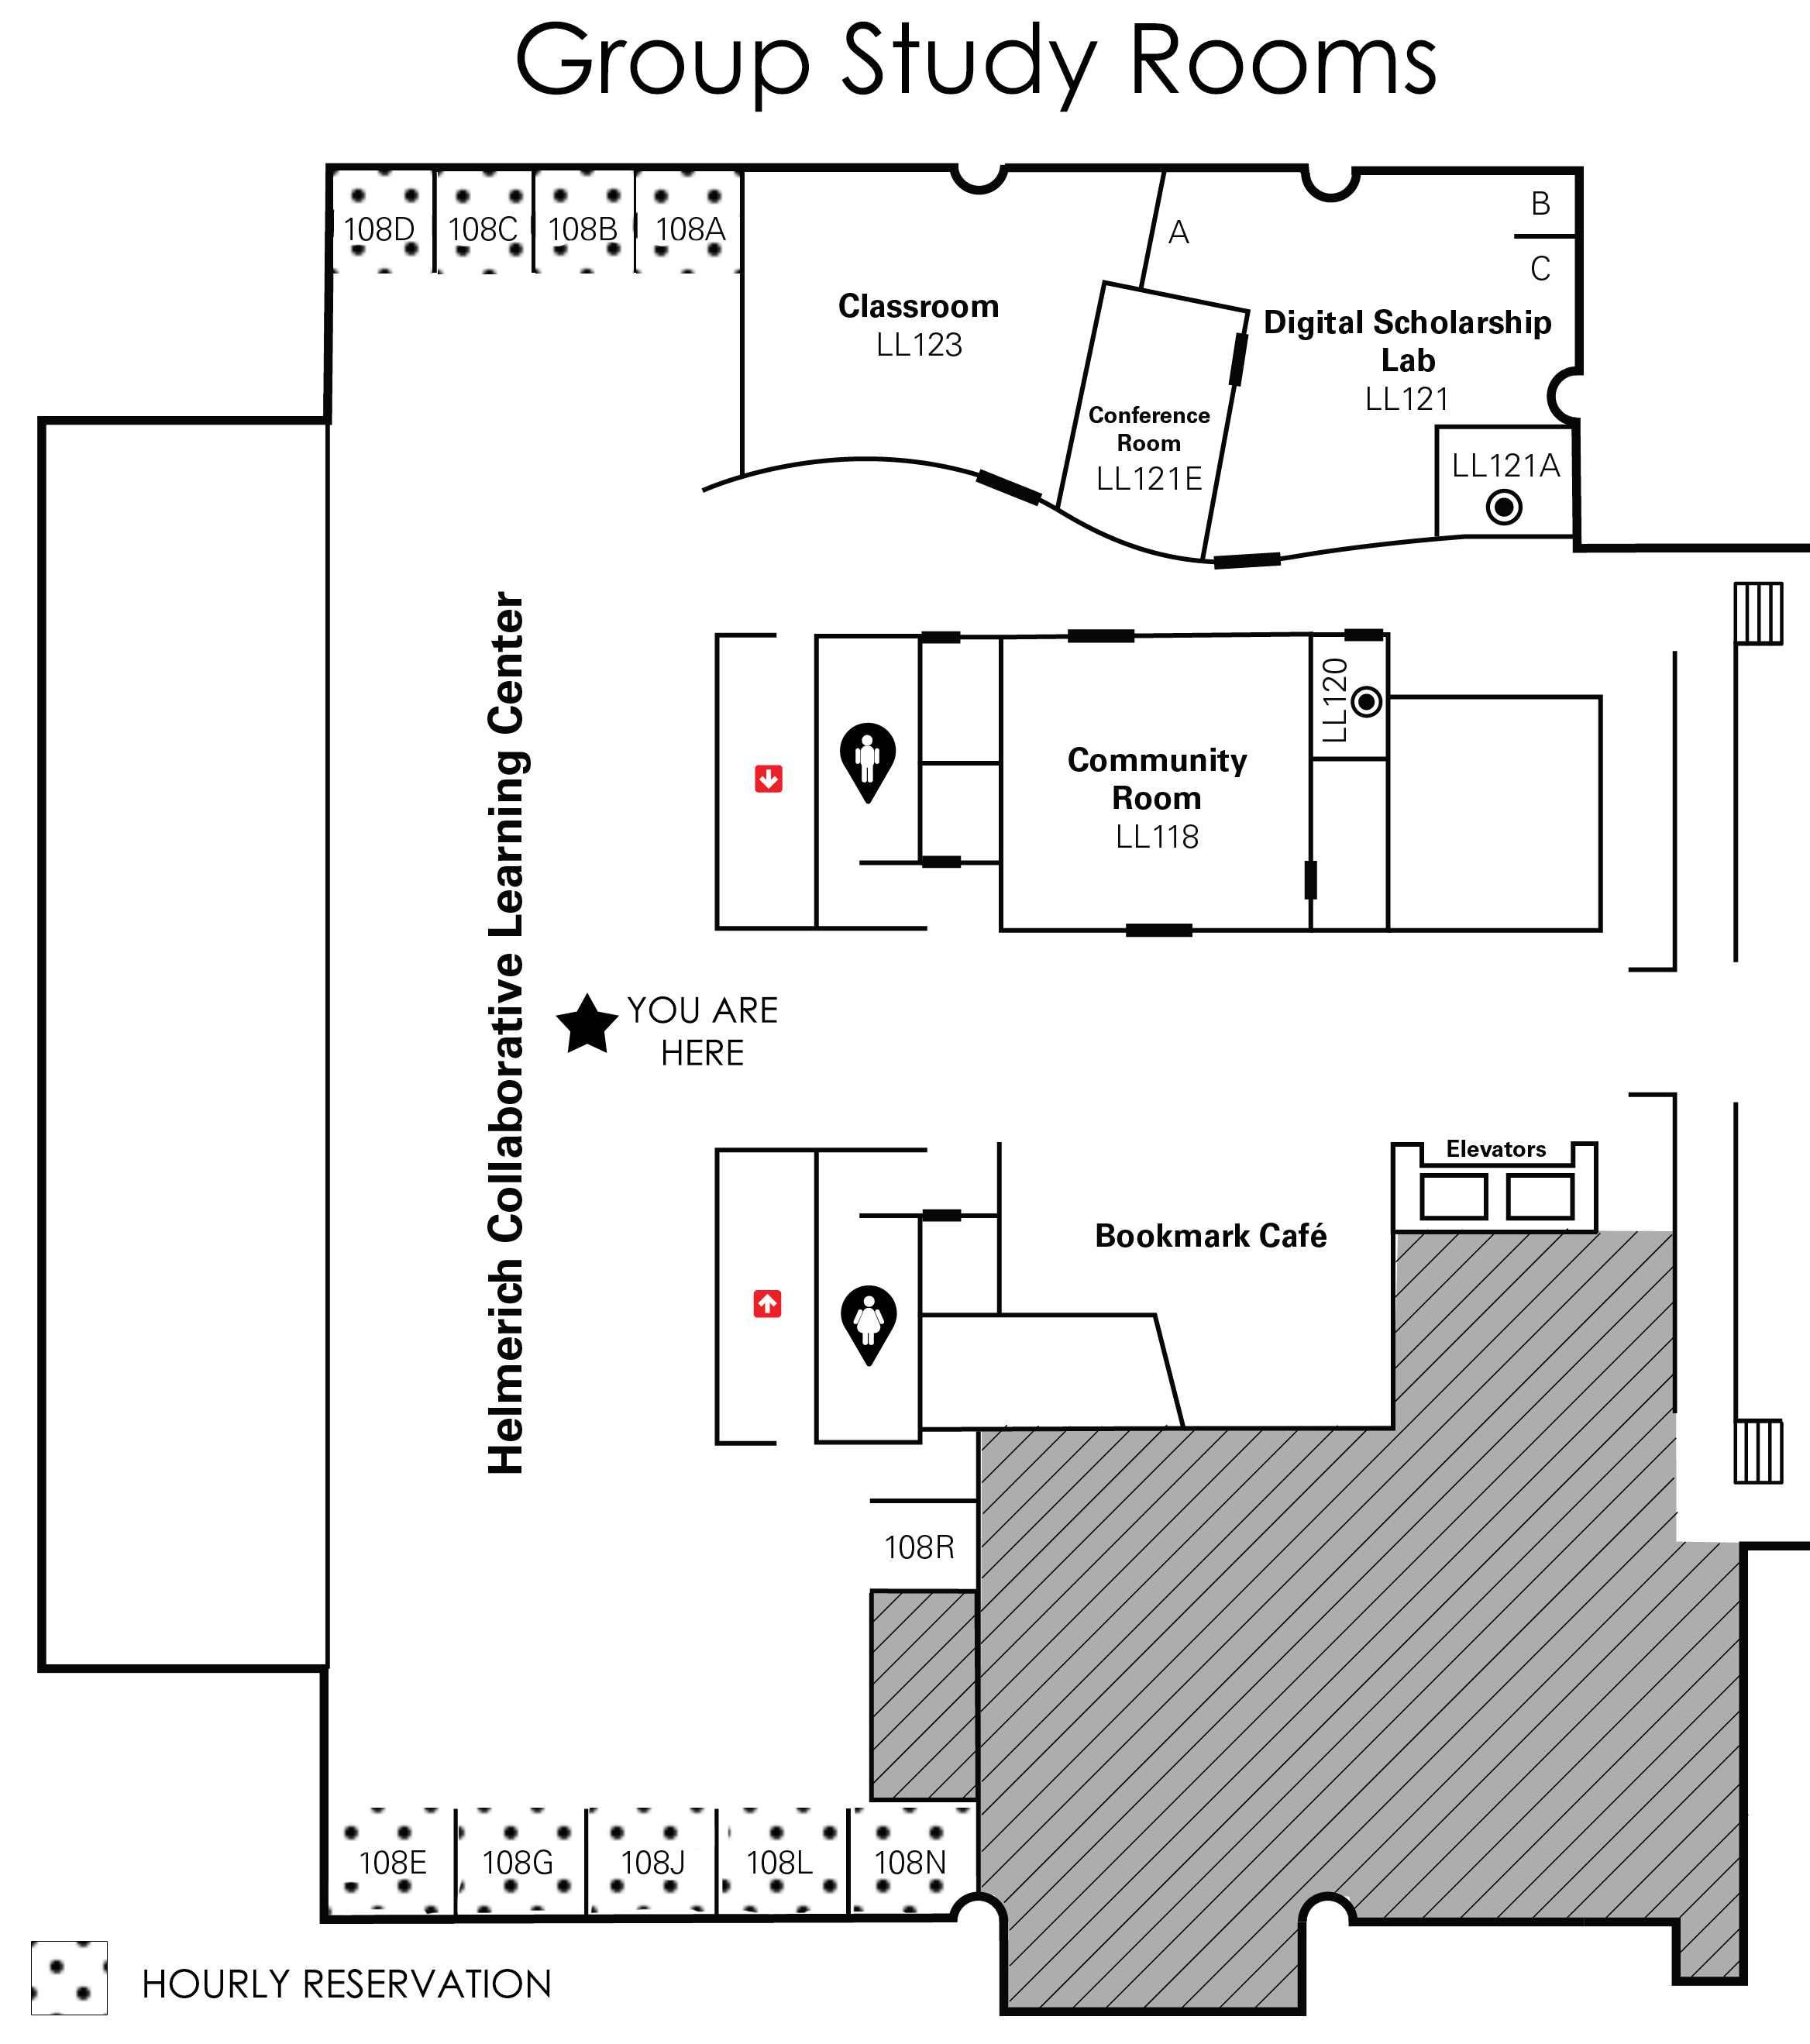 Group Study Rooms
108D
108C
108B
108A
A
B
C
Classroom
LL123
Digital Scholarship
Lab
LL121
Conference
Room
LL121E
LL121A
Helmerich Collaborative Learning Center
LL120
Community
Room
LL118
YOU ARE
HERE
Elevators
Bookmark Café
108R
108E
108G
108J
108L
108N
HOURLY RESERVATION